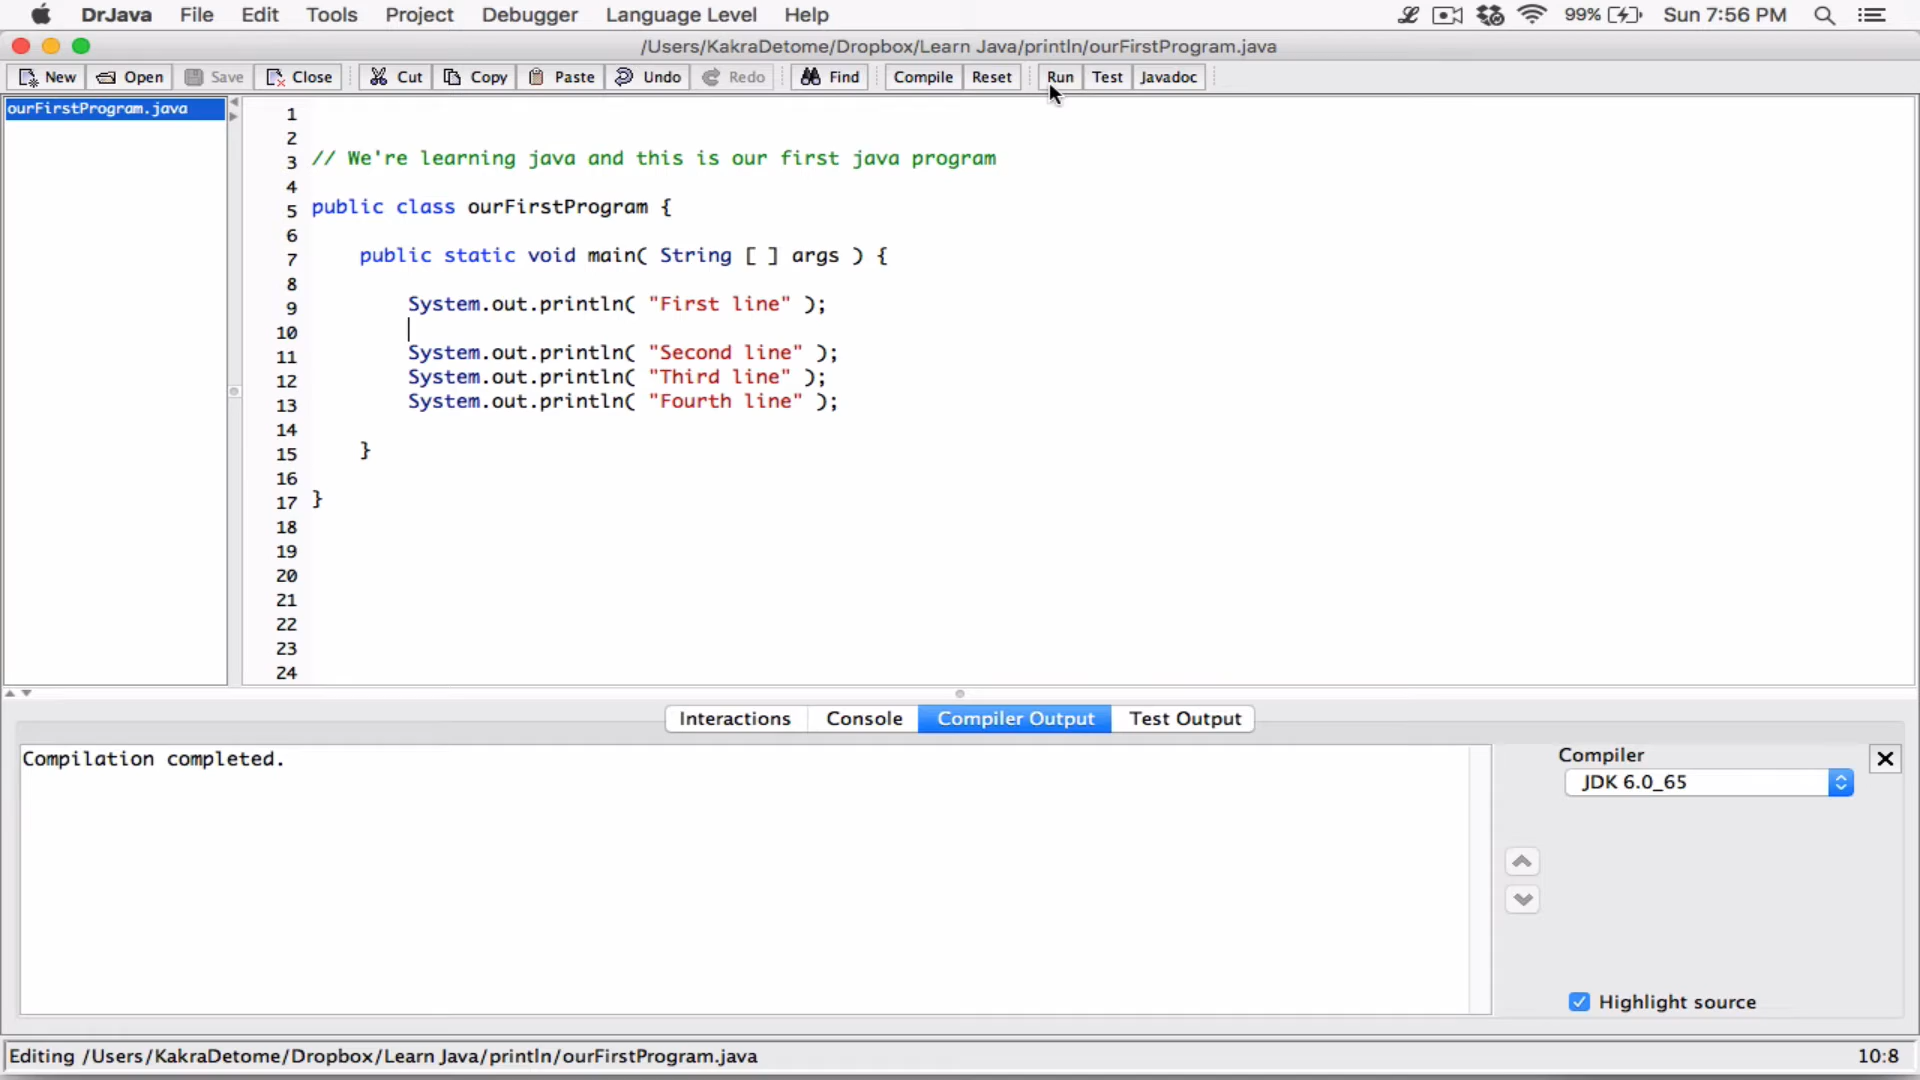 DrJava File Edit Tools Project Debugger Language Level Help 99% Sun 7:56 PM
/Users/KakraDetome/Dropbox/Learn Java/println/ourFirstProgram.java
New Open Save Close Cut Copy Paste Undo Redo Find Compile Reset Run Test Javadoc
ourFirstProgram.java
1
2
3 // We're learning java and this is our first java program
4
5 public class ourFirstProgram {
6
7 public static void main( String [ ] args ) {
8
9 System.out.println( "First line" );
10
11 System.out.println( "Second line" );
12 System.out.println( "Third line" );
13 System.out.println( "Fourth line" );
14
15 }
16
17 }
18
19
20
21
22
23
24
Interactions Console Compiler Output Test Output
Compilation completed.
Compiler
JDK 6.0_65
Highlight source
Editing /Users/KakraDetome/Dropbox/Learn Java/println/ourFirstProgram.java 10:8